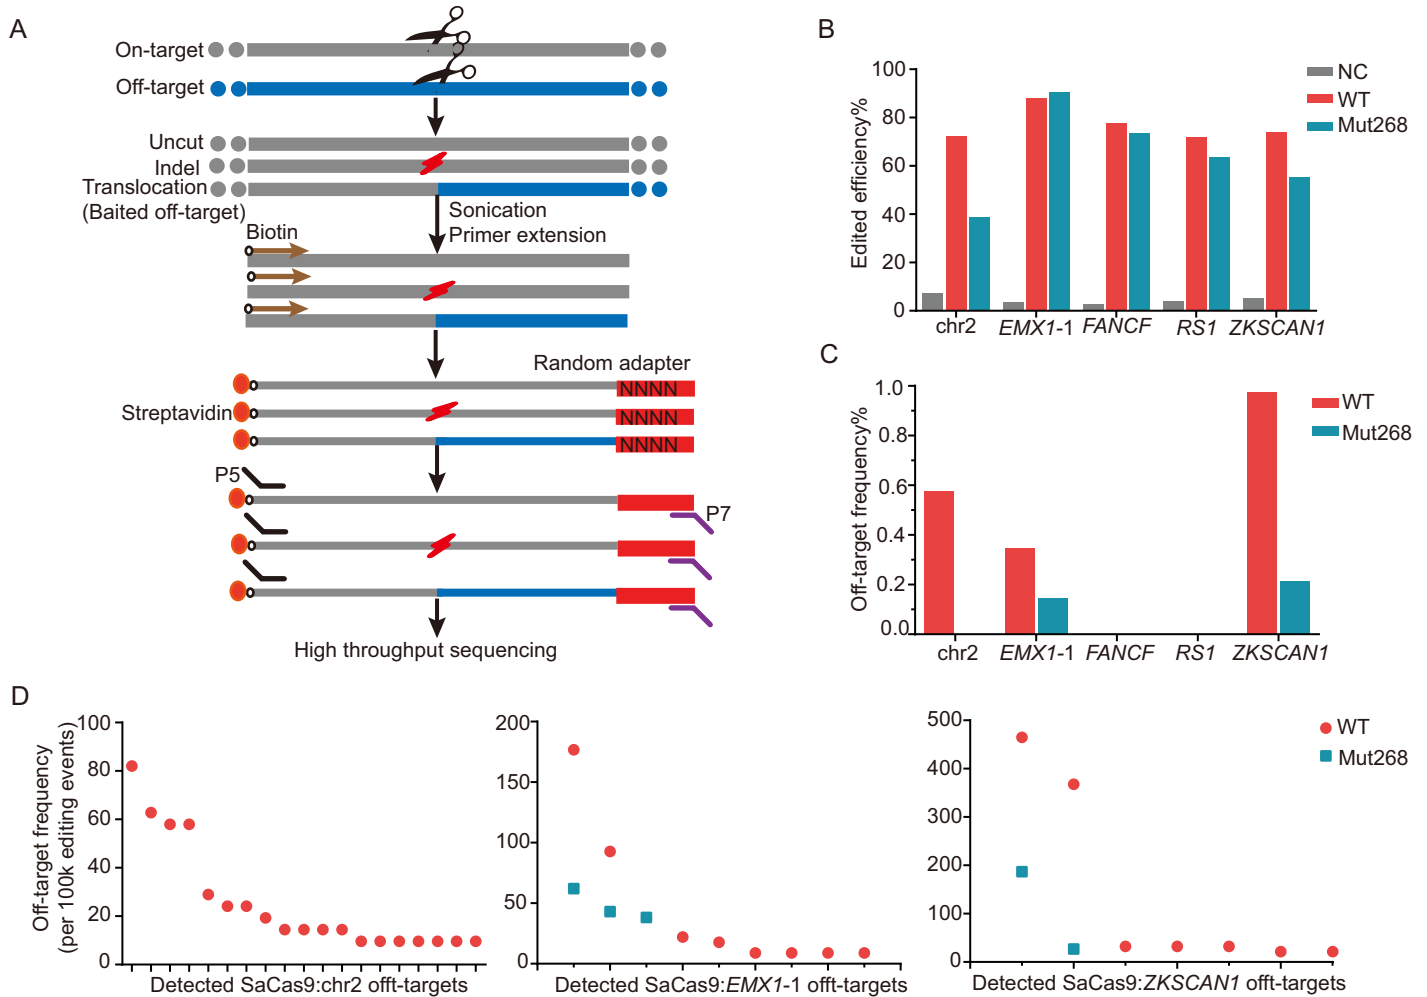 A
On-target
Off-target
Uncut
Indel
Translocation
(Baited off-target)
Sonication
Primer extension
Biotin
Random adapter
NNNN
Streptavidin
NNNN
NNNN
P5
P7
High throughput sequencing
B
Edited efficiency%
100
80
60
40
20
0
NC
WT
Mut268
chr2
EMX1-1
FANCF
RS1
ZKSCAN1
C
Off-target frequency%
1.0
0.8
0.6
0.4
0.2
0.0
WT
Mut268
chr2
EMX1-1
FANCF
RS1
ZKSCAN1
D
Off-target frequency
(per 100k editing events)
100
80
60
40
20
0
Detected SaCas9:chr2 offt-targets
200
150
100
50
0
Detected SaCas9:EMX1-1 offt-targets
500
400
300
200
100
0
WT
Mut268
Detected SaCas9:ZKSCAN1 offt-targets